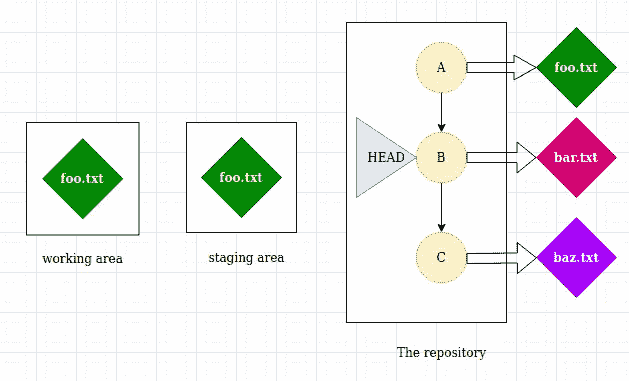 A
foo.txt
HEAD
B
bar.txt
foo.txt
foo.txt
C
baz.txt
working area
staging area
The repository